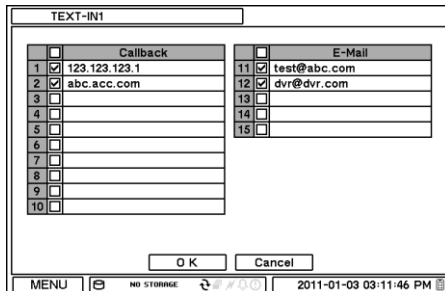 TEXT-IN1
Callback
1 123.123.123.1
2 abc.acc.com
3
4
5
6
7
8
9
10
E-Mail
11 test@abc.com
12 dvr@dvr.com
13
14
15
OK Cancel
MENU NO STORAGE 2011-01-03 03:11:46 PM